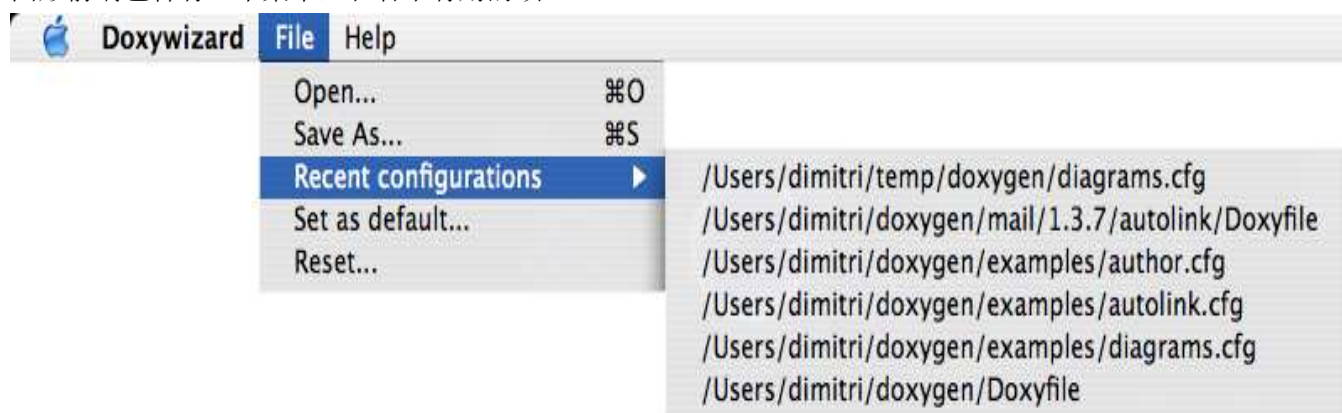 Doxywizard File Help
Open... ⌘O
Save As... ⌘S
Recent configurations
Set as default...
Reset...
/Users/dimitri/temp/doxygen/diagrams.cfg
/Users/dimitri/doxygen/mail/1.3.7/autolink/Doxyfile
/Users/dimitri/doxygen/examples/author.cfg
/Users/dimitri/doxygen/examples/autolink.cfg
/Users/dimitri/doxygen/examples/diagrams.cfg
/Users/dimitri/doxygen/Doxyfile